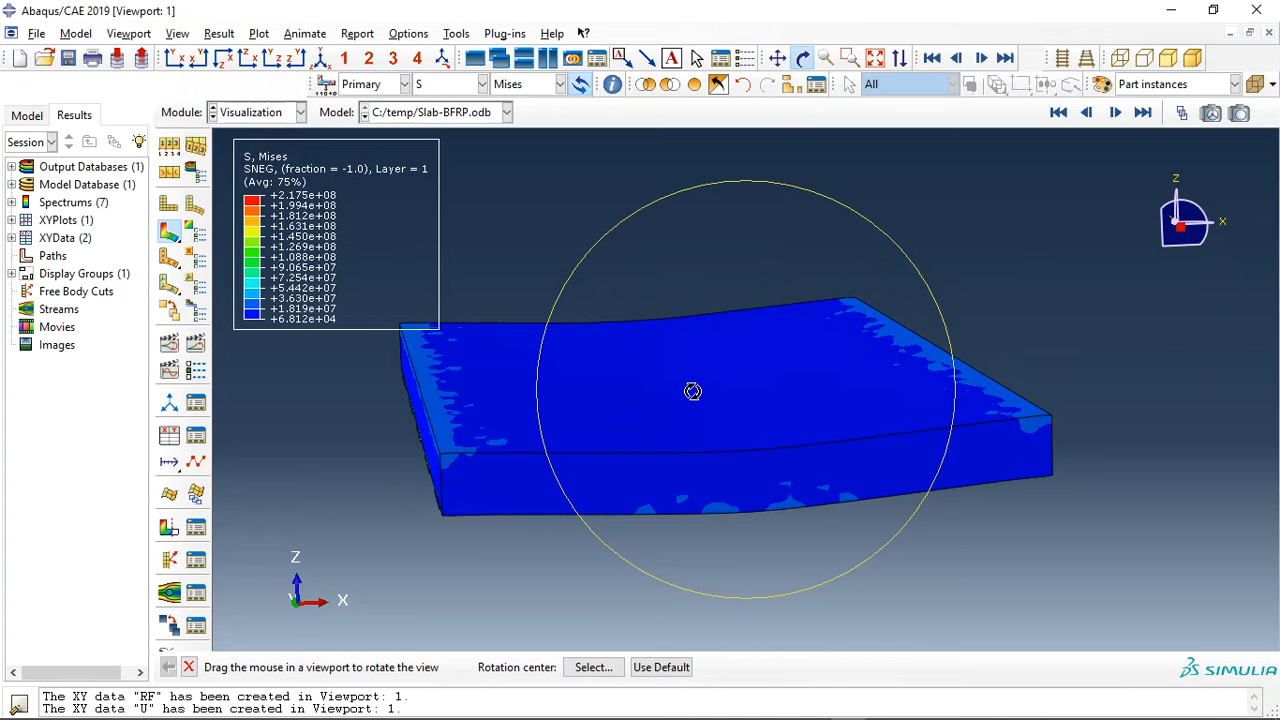 Abaqus/CAE 2019 [Viewport: 1]
File Model Viewport View Result Plot Animate Report Options Tools Plug-ins Help
1 2 3 4
Primary S Mises All Part instances
Model Results Module: Visualization Model: C:/temp/Slab-BFRP.odb
Session
Output Databases (1)
Model Database (1)
Spectrums (7)
XYPlots (1)
XYData (2)
Paths
Display Groups (1)
Free Body Cuts
Streams
Movies
Images
S, Mises
SNEG, (fraction = -1.0), Layer = 1
(Avg: 75%)
+2.175e+08
+1.994e+08
+1.812e+08
+1.631e+08
+1.450e+08
+1.269e+08
+1.088e+08
+9.065e+07
+7.254e+07
+5.442e+07
+3.630e+07
+1.819e+07
+6.812e+04
Z
X
Z
X
Drag the mouse in a viewport to rotate the view Rotation center: Select... Use Default
SIMULIA
The XY data "RF" has been created in Viewport: 1.
The XY data "U" has been created in Viewport: 1.